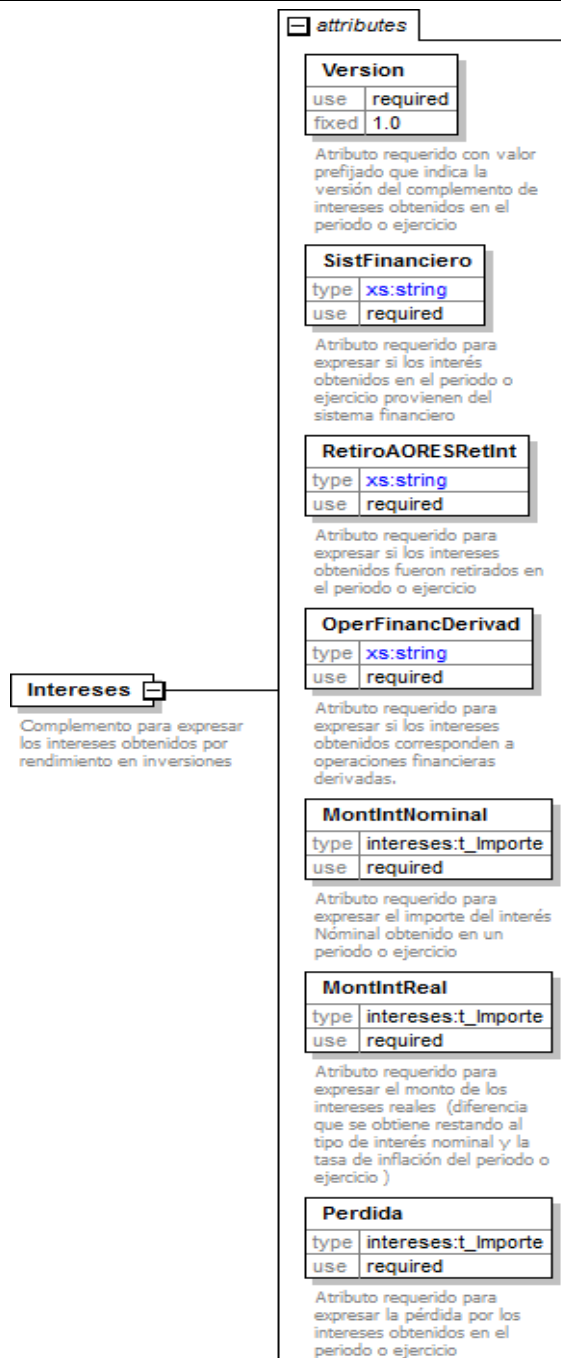 attributes
Version
use required
fixed 1.0
Atributo requerido con valor
prefijado que indica la
versión del complemento de
intereses obtenidos en el
periodo o ejercicio
SistFinanciero
type xs:string
use required
Atributo requerido para
expresar si los interés
obtenidos en el periodo o
ejercicio provienen del
sistema financiero
RetiroAORESRetInt
type xs:string
use required
Atributo requerido para
expresar si los intereses
obtenidos fueron retirados en
el periodo o ejercicio
OperFinancDerivad
type xs:string
use required
Atributo requerido para
expresar si los intereses
obtenidos corresponden a
operaciones financieras
derivadas.
Intereses
Complemento para expresar
los intereses obtenidos por
rendimiento en inversiones
MontIntNominal
type intereses:t_Importe
use required
Atributo requerido para
expresar el importe del interés
Nóminal obtenido en un
periodo o ejercicio
MontIntReal
type intereses:t_Importe
use required
Atributo requerido para
expresar el monto de los
intereses reales (diferencia
que se obtiene restando al
tipo de interés nominal y la
tasa de inflación del periodo o
ejercicio )
Perdida
type intereses:t_Importe
use required
Atributo requerido para
expresar la pérdida por los
intereses obtenidos en el
periodo o ejercicio